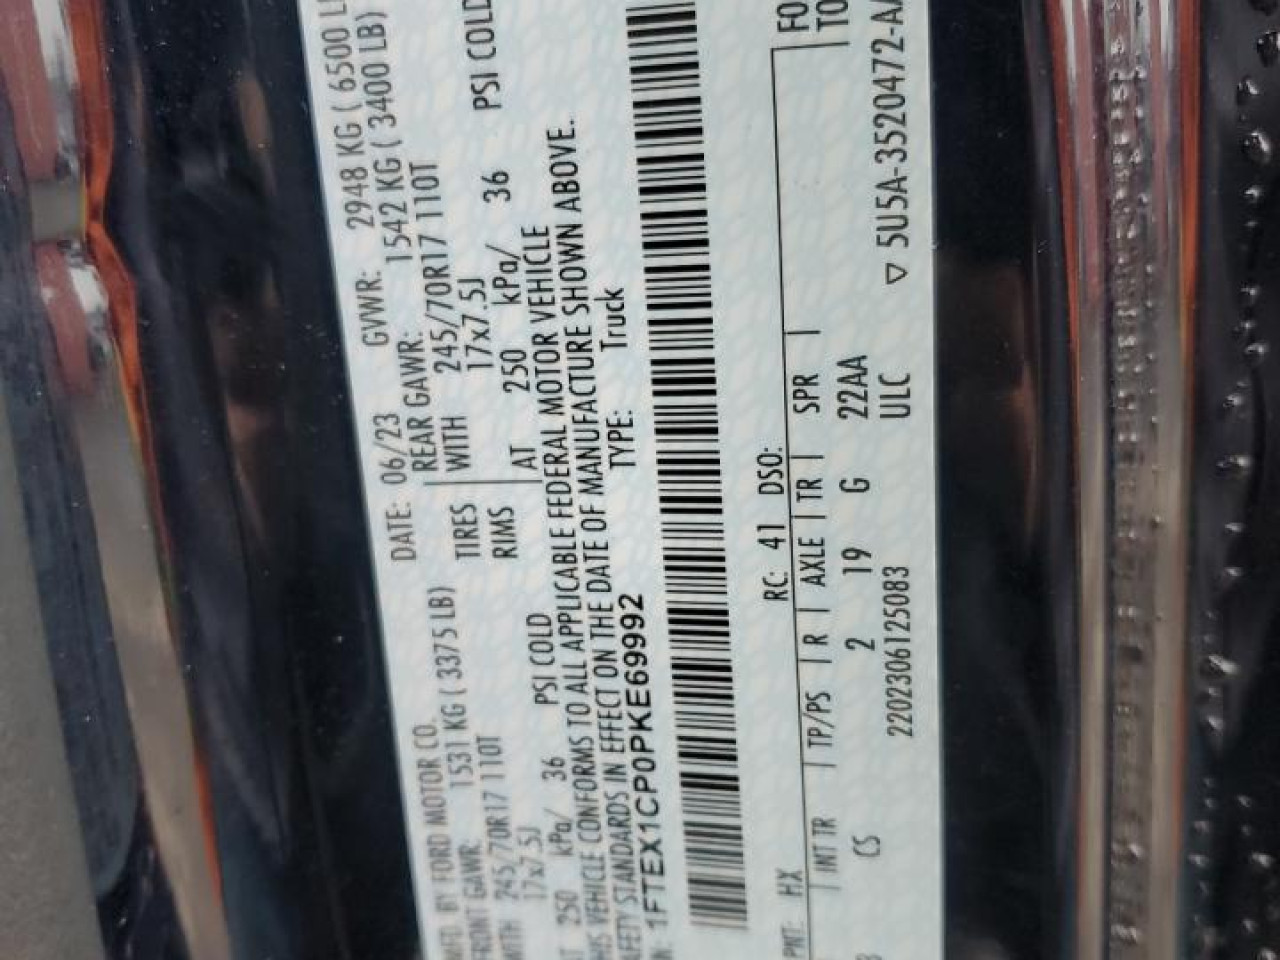 MFD. BY FORD MOTOR CO.
DATE: 06/23 GVWR: 2948 KG ( 6500 L
FRONT GAWR: 1531 KG ( 3375 LB) REAR GAWR: 1542 KG ( 3400 LB)
WITH 245/70R17 110T TIRES WITH 245/70R17 110T
17x7.5J RIMS 17x7.5J
AT 250 kPa/ 36 PSI COLD AT 250 kPa/ 36 PSI COLD
THIS VEHICLE CONFORMS TO ALL APPLICABLE FEDERAL MOTOR VEHICLE
SAFETY STANDARDS IN EFFECT ON THE DATE OF MANUFACTURE SHOWN ABOVE.
1FTEX1CP0PKE69992 TYPE: Truck
PNT: HX RC: 41 DSO:
INT TR TP/PS R AXLE TR SPR
CS 2 19 G 22AA
2202306125083 ULC ▽ 5U5A-3520472-A